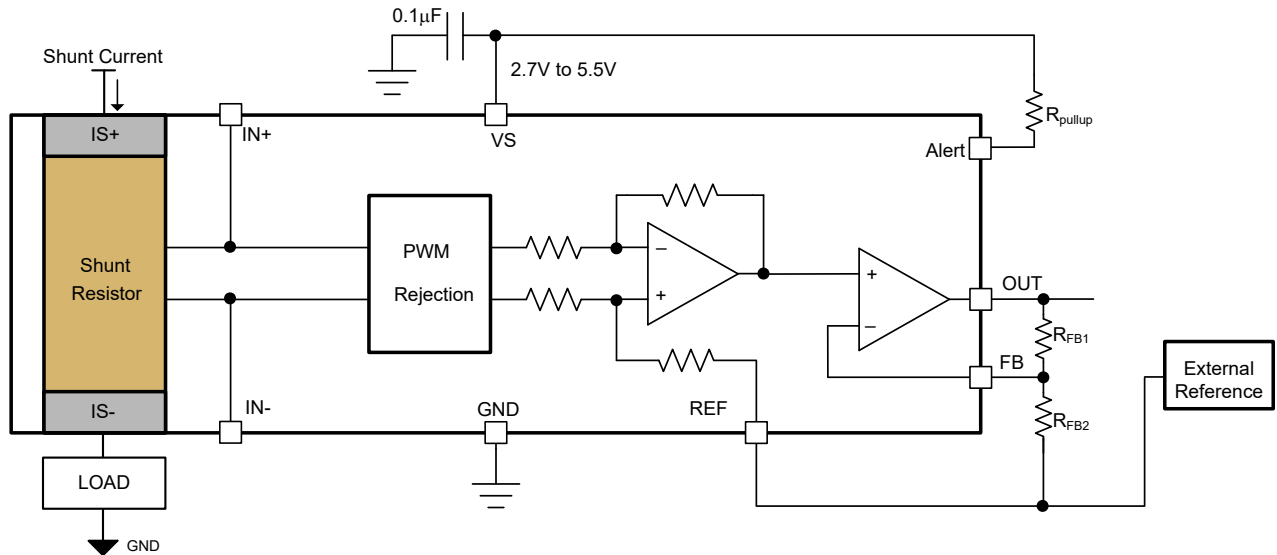 0.1μF
Shunt Current
2.7V to 5.5V
Rpullup
IS+
IN+
VS
Alert
PWM
Rejection
Shunt
Resistor
−
+
+
−
OUT
RFB1
FB
External
Reference
IS-
IN-
GND
REF
RFB2
LOAD
GND